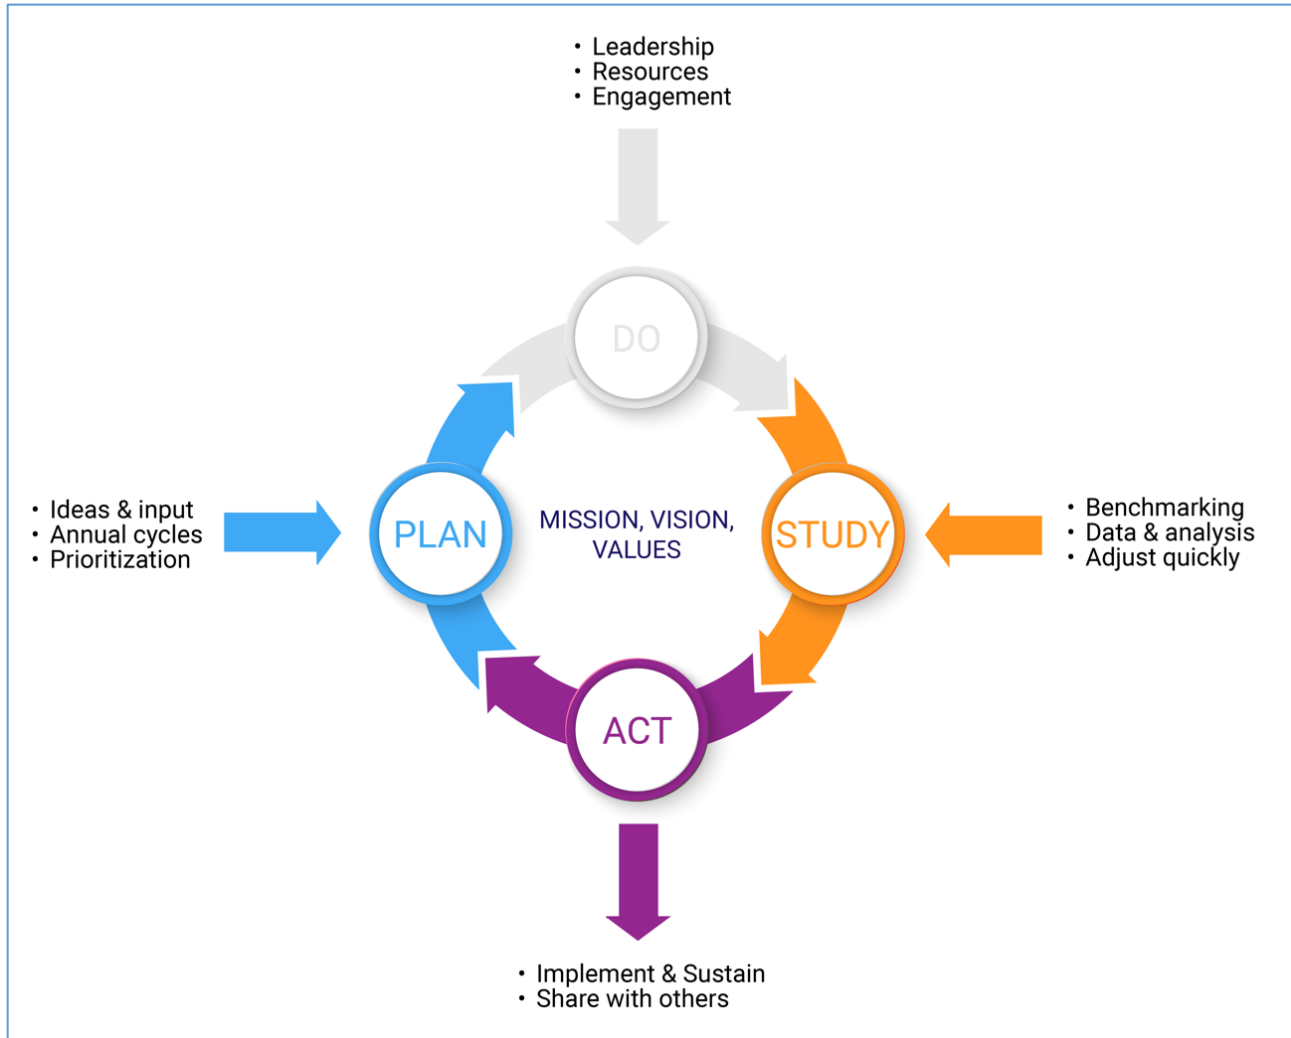 • Leadership
• Resources
• Engagement
DO
• Ideas & input
• Annual cycles
• Prioritization
PLAN
MISSION, VISION,
VALUES
STUDY
• Benchmarking
• Data & analysis
• Adjust quickly
ACT
• Implement & Sustain
• Share with others